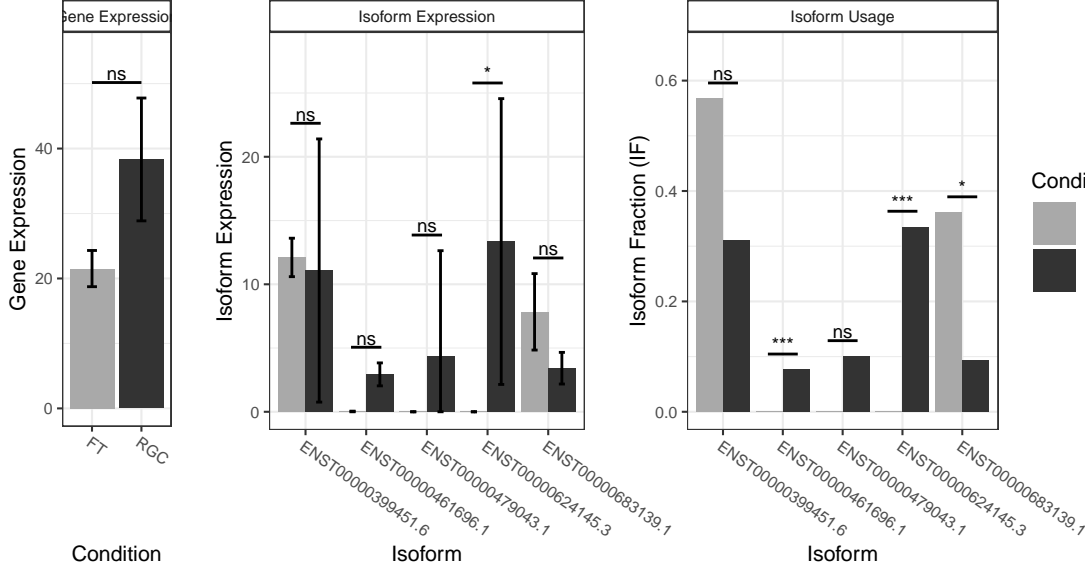 Gene Expression
Isoform Expression
Isoform Usage
Gene Expression
0
20
40
ns
FT
RGC
Condition
Isoform Expression
0
10
20
ns
ns
ns
*
ns
ENST00000399451.6
ENST00000461696.1
ENST00000479043.1
ENST00000624145.3
ENST00000683139.1
Isoform
Isoform Fraction (IF)
0.0
0.2
0.4
0.6
ns
***
ns
***
*
ENST00000399451.6
ENST00000461696.1
ENST00000479043.1
ENST00000624145.3
ENST00000683139.1
Isoform
Condi